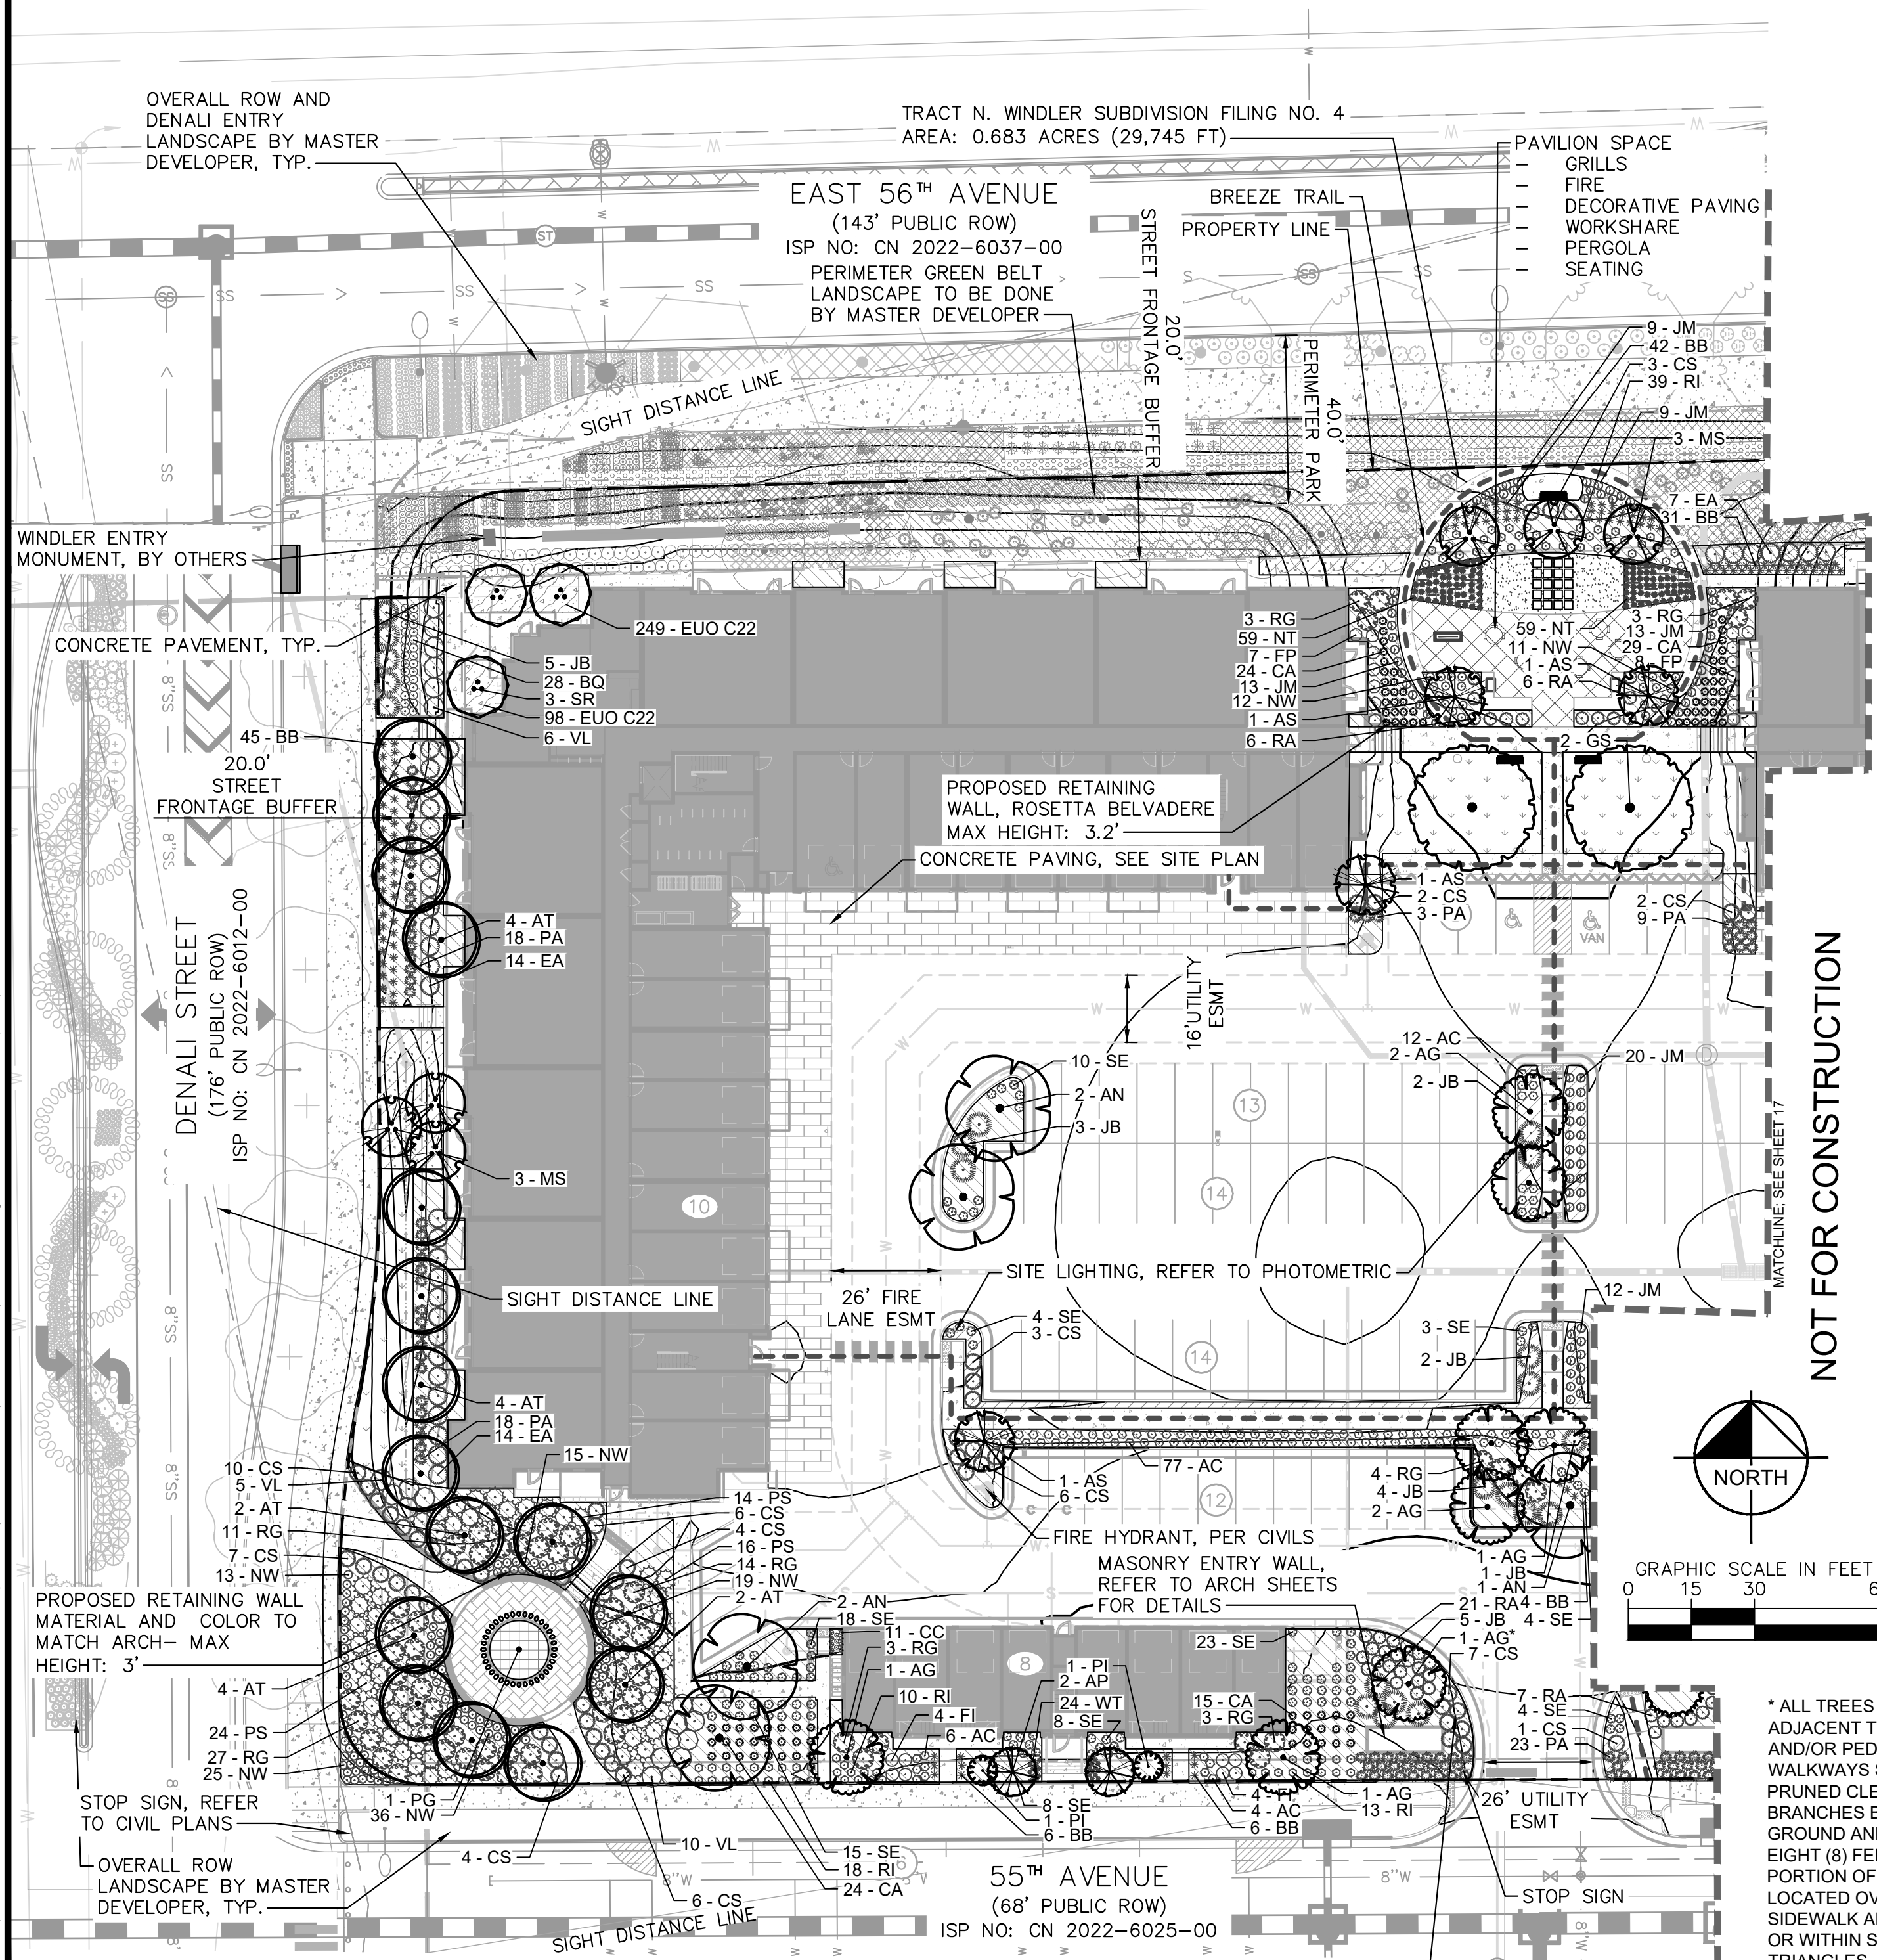 OVERALL ROW AND
DENALI ENTRY
LANDSCAPE BY MASTER
DEVELOPER, TYP.
TRACT N. WINDLER SUBDIVISION FILING NO. 4
AREA: 0.683 ACRES (29,745 FT)
PAVILION SPACE
- GRILLS
- FIRE
- DECORATIVE PAVING
- WORKSHARE
- PERGOLA
- SEATING
EAST 56TH AVENUE
(143' PUBLIC ROW)
ISP NO: CN 2022-6037-00
PERIMETER GREEN BELT
LANDSCAPE TO BE DONE
BY MASTER DEVELOPER
BREEZE TRAIL
PROPERTY LINE
20.0'
STREET FRONTAGE BUFFER
40.0'
PERIMETER PARK
SIGHT DISTANCE LINE
9 - JM
42 - BB
3 - CS
39 - RI
9 - JM
3 - MS
7 - EA
31 - BB
WINDLER ENTRY
MONUMENT, BY OTHERS
CONCRETE PAVEMENT, TYP.
249 - EUO C22
5 - JB
28 - BQ
3 - SR
98 - EUO C22
6 - VL
45 - BB
20.0'
STREET
FRONTAGE BUFFER
3 - RG
59 - NT
7 - FP
24 - CA
13 - JM
12 - NW
1 - AS
6 - RA
59 - NT
3 - RG
13 - JM
11 - NW
29 - CA
1 - AS
8 - FP
6 - RA
2 - GS
PROPOSED RETAINING
WALL, ROSETTA BELVADERE
MAX HEIGHT: 3.2'
CONCRETE PAVING, SEE SITE PLAN
1 - AS
2 - CS
3 - PA
2 - CS
9 - PA
VAN
4 - AT
18 - PA
14 - EA
DENALI STREET
(176' PUBLIC ROW)
ISP NO: CN 2022-6012-00
16'UTILITY
ESMT
12 - AC
2 - AG
2 - JB
20 - JM
10 - SE
2 - AN
3 - JB
13
14
10
3 - MS
SIGHT DISTANCE LINE
SITE LIGHTING, REFER TO PHOTOMETRIC
26' FIRE
LANE ESMT
4 - SE
3 - CS
12 - JM
3 - SE
2 - JB
14
MATCHLINE; SEE SHEET 17
NOT FOR CONSTRUCTION
NORTH
4 - AT
18 - PA
14 - EA
15 - NW
10 - CS
5 - VL
2 - AT
11 - RG
7 - CS
13 - NW
14 - PS
6 - CS
4 - CS
16 - PS
14 - RG
19 - NW
2 - AT
1 - AS
6 - CS
77 - AC
12
4 - RG
4 - JB
2 - AG
FIRE HYDRANT, PER CIVILS
MASONRY ENTRY WALL,
REFER TO ARCH SHEETS
FOR DETAILS
1 - AG
1 - JB
1 - AN
4 - BB
4 - SE
21 - RA
5 - JB
1 - AG*
7 - CS
GRAPHIC SCALE IN FEET
0 15 30
PROPOSED RETAINING WALL
MATERIAL AND COLOR TO
MATCH ARCH- MAX
HEIGHT: 3'
4 - AT
24 - PS
27 - RG
25 - NW
2 - AN
18 - SE
11 - CC
3 - RG
1 - AG
10 - RI
4 - FI
6 - AC
8
23 - SE
1 - PI
2 - AP
24 - WT
8 - SE
15 - CA
3 - RG
7 - RA
4 - SE
1 - CS
23 - PA
STOP SIGN, REFER
TO CIVIL PLANS
1 - PG
36 - NW
4 - CS
10 - VL
6 - CS
15 - SE
18 - RI
24 - CA
8 - SE
1 - PI
6 - BB
4 - FI
4 - AC
6 - BB
1 - AG
13 - RI
26' UTILITY
ESMT
STOP SIGN
OVERALL ROW
LANDSCAPE BY MASTER
DEVELOPER, TYP.
SIGHT DISTANCE LINE
55TH AVENUE
(68' PUBLIC ROW)
ISP NO: CN 2022-6025-00
* ALL TREES
ADJACENT
AND/OR
WALKWAYS
PRUNED
BRANCHES
GROUND
EIGHT (8)
PORTION OF
LOCATED
SIDEWALK
OR WITHIN